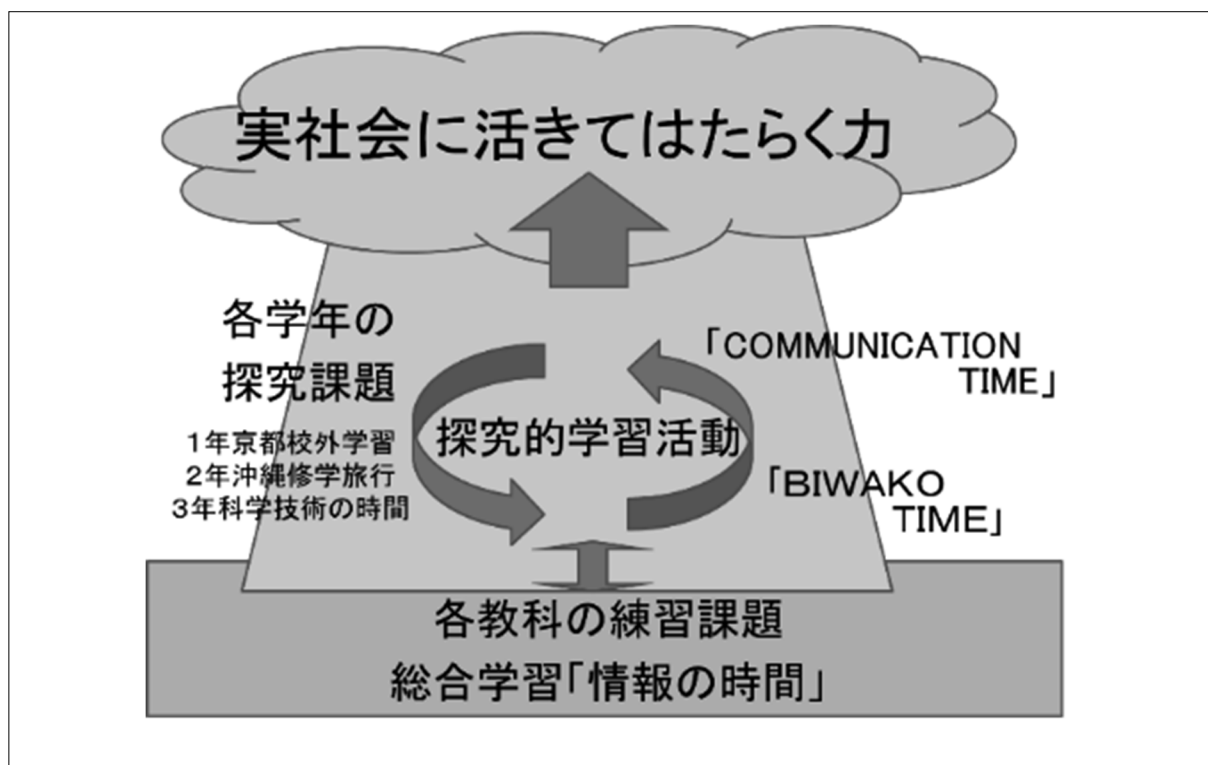 実社会に活きてはたらく力
各学年の
探究課題
1年京都校外学習
2年沖縄修学旅行
3年科学技術の時間
探究的学習活動
「COMMUNICATION
TIME」
「BIWAKO
TIME」
各教科の練習課題
総合学習「情報の時間」